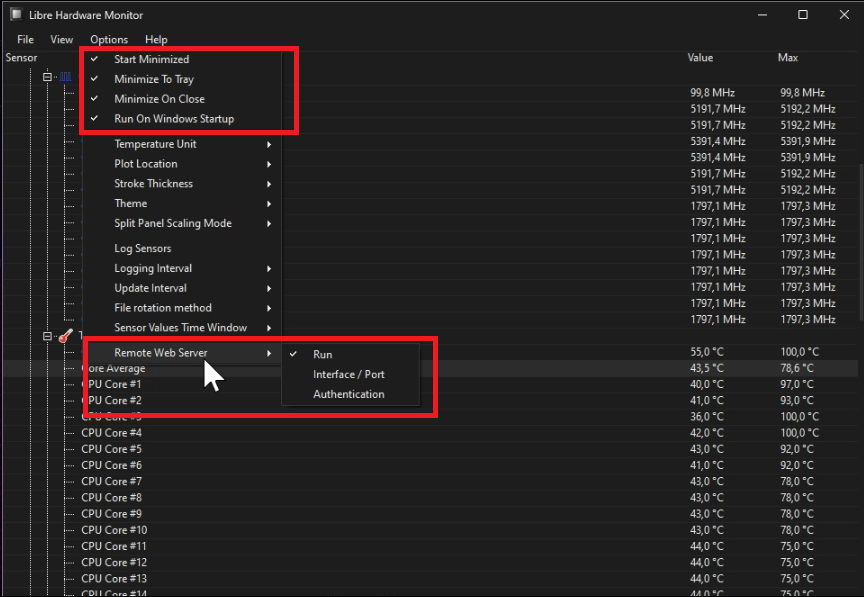 Libre Hardware Monitor
File View Options Help
Sensor Value Max
Start Minimized
Minimize To Tray
Minimize On Close
Run On Windows Startup
Temperature Unit
Plot Location
Stroke Thickness
Theme
Split Panel Scaling Mode
Log Sensors
Logging Interval
Update Interval
File rotation method
Sensor Values Time Window
Remote Web Server
Run
Interface / Port
Authentication
99,8 MHz 99,8 MHz
5191,7 MHz 5192,2 MHz
5191,7 MHz 5192,2 MHz
5391,4 MHz 5391,9 MHz
5391,4 MHz 5391,9 MHz
5191,7 MHz 5192,2 MHz
5191,7 MHz 5192,2 MHz
1797,1 MHz 1797,3 MHz
1797,1 MHz 1797,3 MHz
1797,1 MHz 1797,3 MHz
1797,1 MHz 1797,3 MHz
1797,1 MHz 1797,3 MHz
1797,1 MHz 1797,3 MHz
1797,1 MHz 1797,3 MHz
1797,1 MHz 1797,3 MHz
55,0 °C 100,0 °C
Core Average 43,5 °C 78,6 °C
CPU Core #1 40,0 °C 97,0 °C
CPU Core #2 41,0 °C 93,0 °C
CPU Core #3 36,0 °C 100,0 °C
CPU Core #4 42,0 °C 100,0 °C
CPU Core #5 43,0 °C 92,0 °C
CPU Core #6 41,0 °C 92,0 °C
CPU Core #7 43,0 °C 78,0 °C
CPU Core #8 43,0 °C 78,0 °C
CPU Core #9 43,0 °C 78,0 °C
CPU Core #10 43,0 °C 78,0 °C
CPU Core #11 44,0 °C 75,0 °C
CPU Core #12 44,0 °C 75,0 °C
CPU Core #13 44,0 °C 75,0 °C
CPU Core #14 44,0 °C 75,0 °C